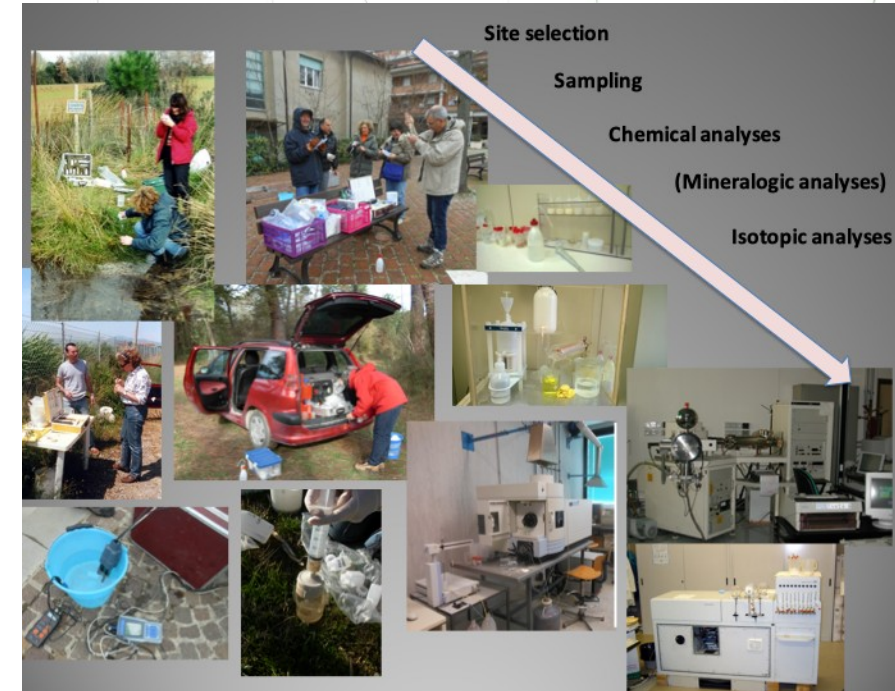 Site selection
Sampling
Chemical analyses
(Mineralogic analyses)
Isotopic analyses